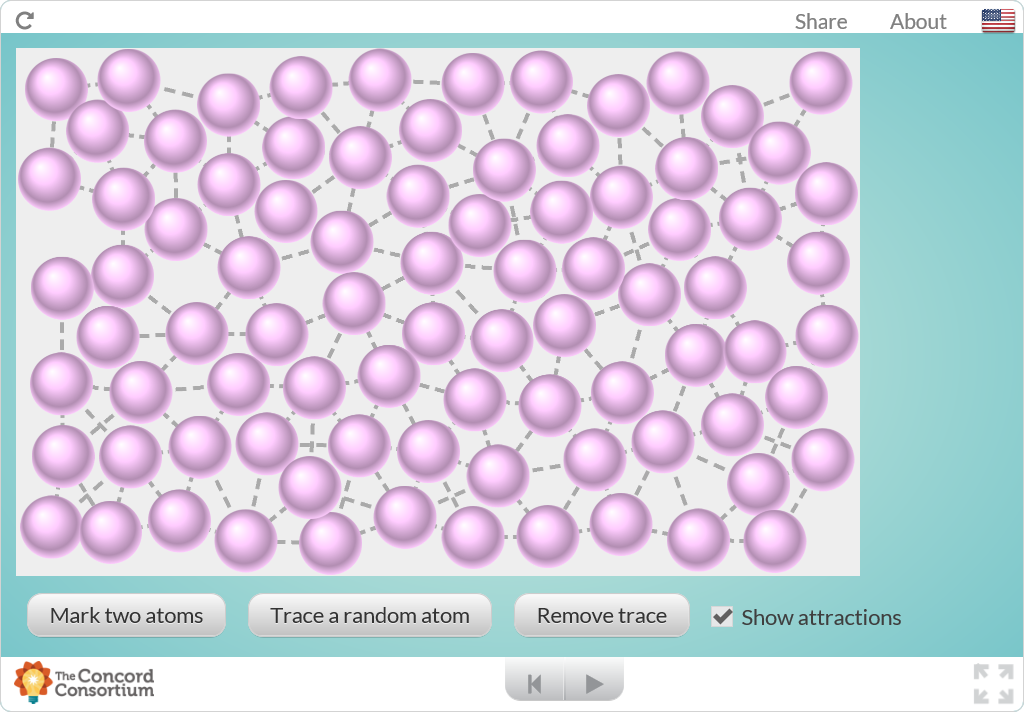 Share About
Mark two atoms Trace a random atom Remove trace Show attractions
The Concord
Consortium